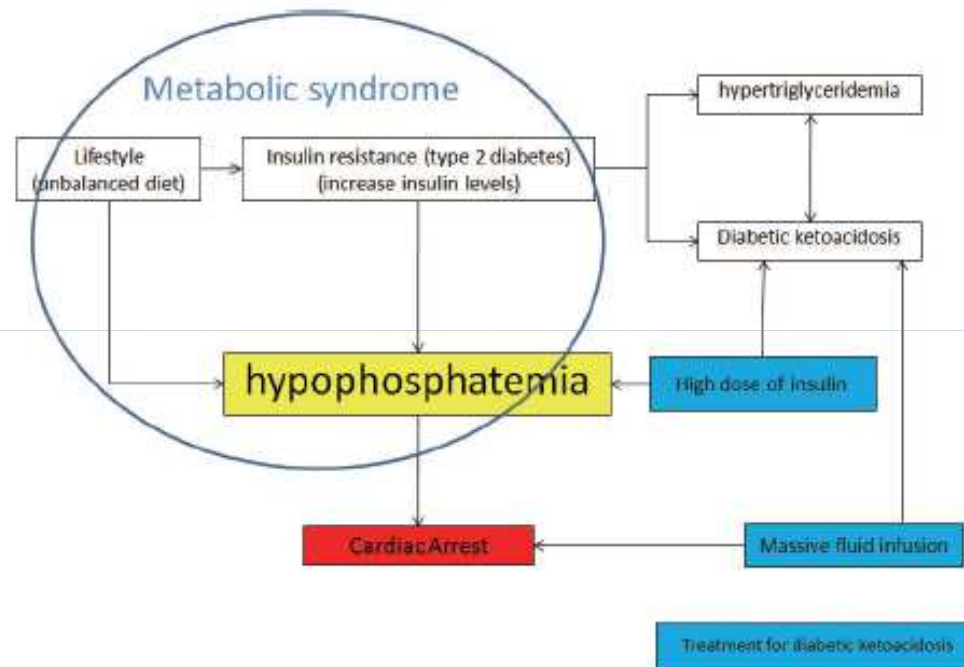 Metabolic syndrome
hypertriglyceridemia
Lifestyle
(unbalanced diet)
Insulin resistance (type 2 diabetes)
(increase insulin levels)
Diabetic ketoacidosis
hypophosphatemia
High dose of insulin
Cardiac Arrest
Massive fluid infusion
Treatment for diabetic Ketoacidosis